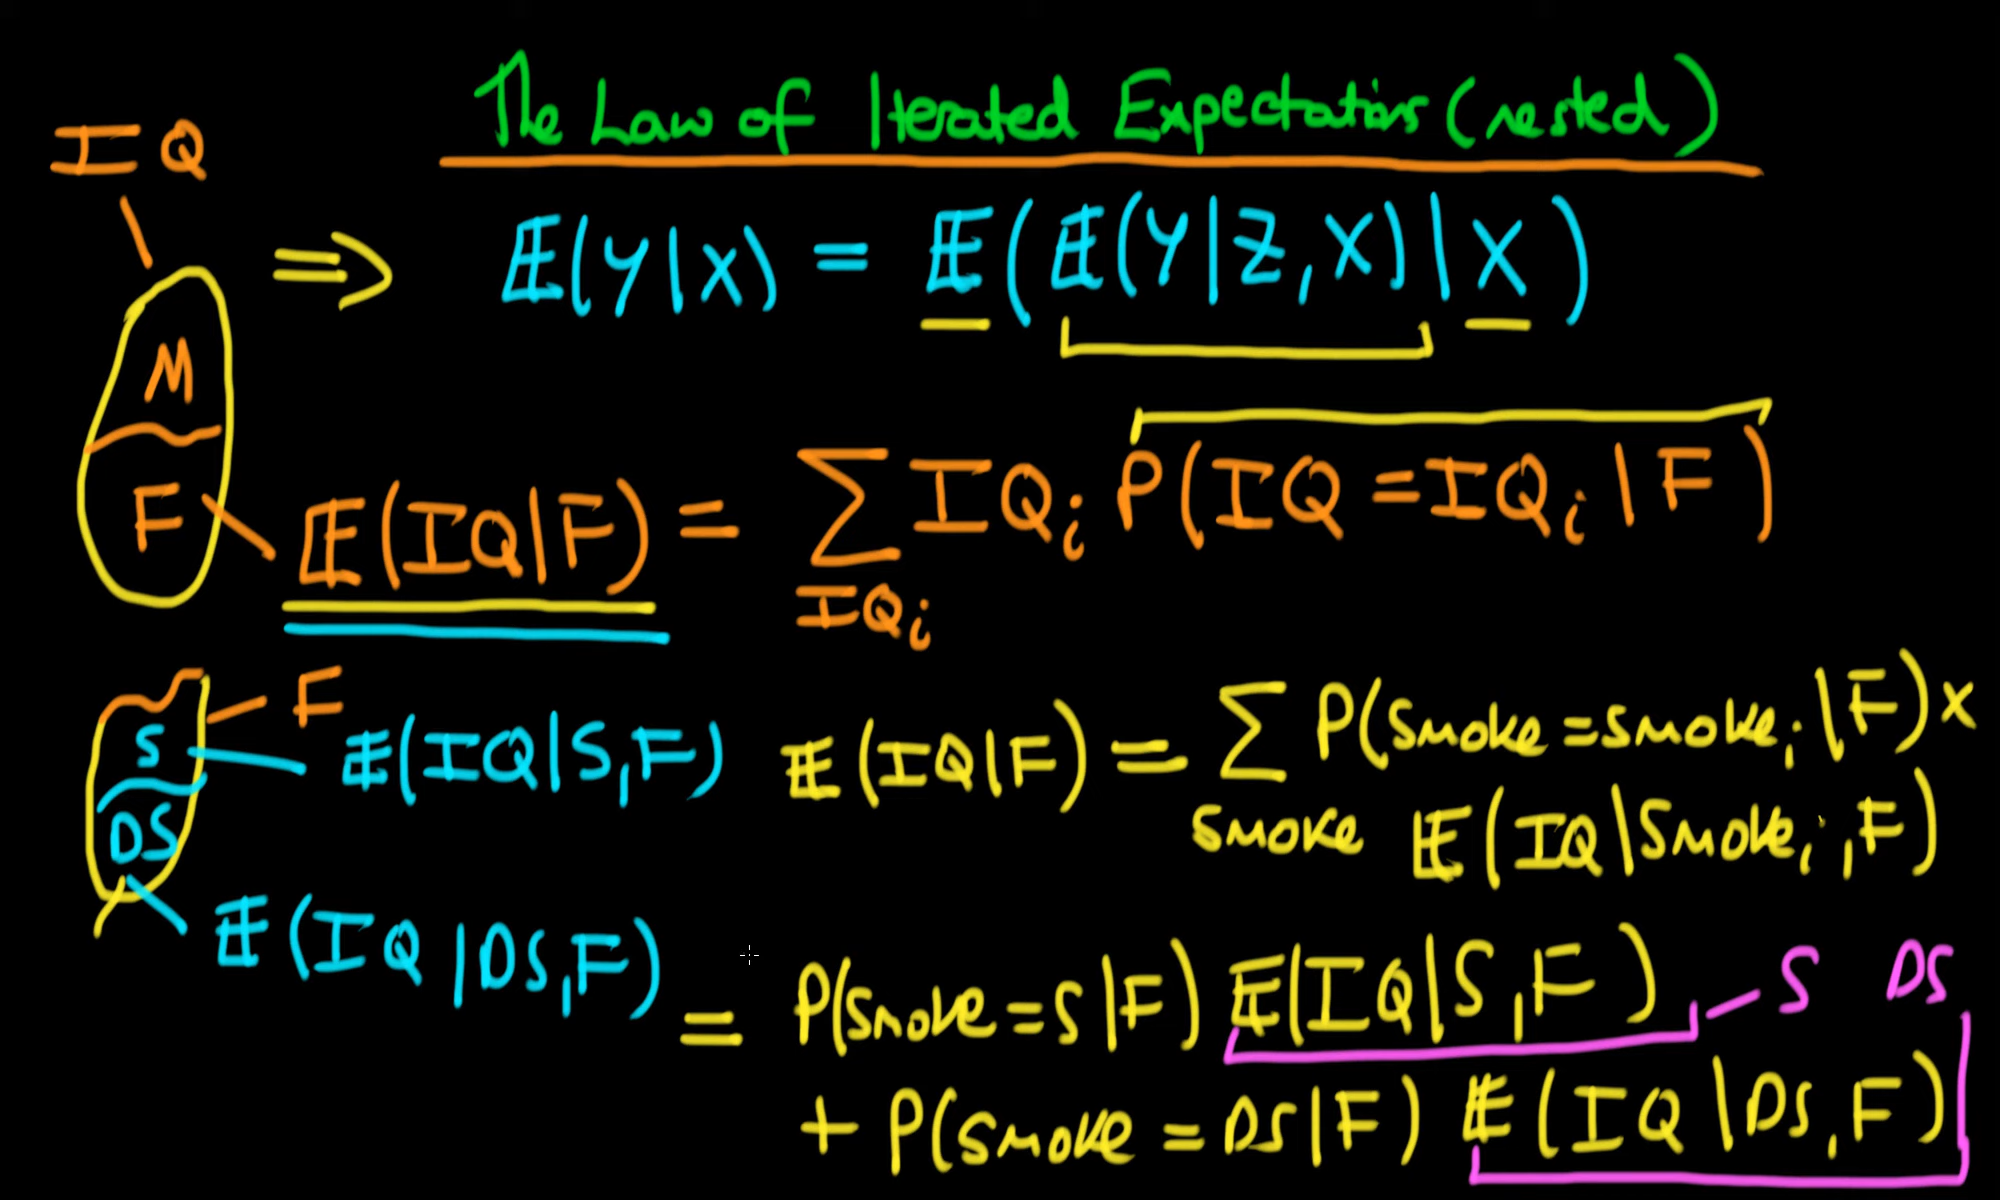 The Law of Iterated Expectations (nested)
IQ
⇒ 𝔼(Y|X) = 𝔼(𝔼(Y|Z,X)|X)
M
F
𝔼(IQ|F) = ∑ IQi P(IQ=IQi|F)
IQi
F
S
𝔼(IQ|S,F)
DS
𝔼(IQ|DS,F)
𝔼(IQ|F) = ∑ P(smoke=smokei|F) x
smoke 𝔼(IQ|smokei,F)
= P(smoke=S|F) 𝔼(IQ|S,F) S DS
+ P(smoke=DS|F) 𝔼(IQ|DS,F)